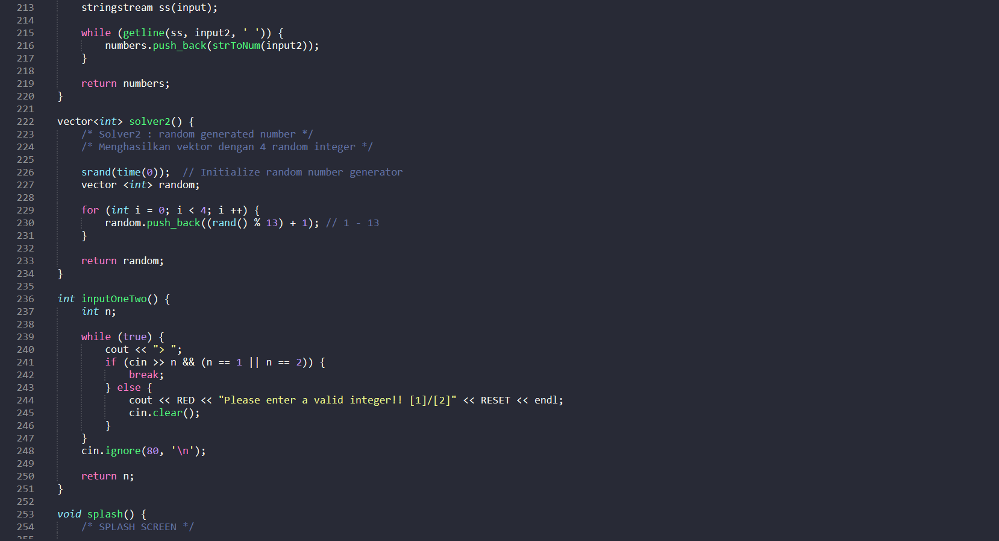 213 stringstream ss(input);
214
215 while (getline(ss, input2, ' ')) {
216 numbers.push_back(strToNum(input2));
217 }
218
219 return numbers;
220 }
221
222 vector<int> solver2() {
223 /* Solver2 : random generated number */
224 /* Menghasilkan vektor dengan 4 random integer */
225
226 srand(time(0)); // Initialize random number generator
227 vector <int> random;
228
229 for (int i = 0; i < 4; i ++) {
230 random.push_back((rand() % 13) + 1); // 1 - 13
231 }
232
233 return random;
234 }
235
236 int inputOneTwo() {
237 int n;
238
239 while (true) {
240 cout << "> ";
241 if (cin >> n && (n == 1 || n == 2)) {
242 break;
243 } else {
244 cout << RED << "Please enter a valid integer!! [1]/[2]" << RESET << endl;
245 cin.clear();
246 }
247 }
248 cin.ignore(80, '\n');
249
250 return n;
251 }
252
253 void splash() {
254 /* SPLASH SCREEN */
255